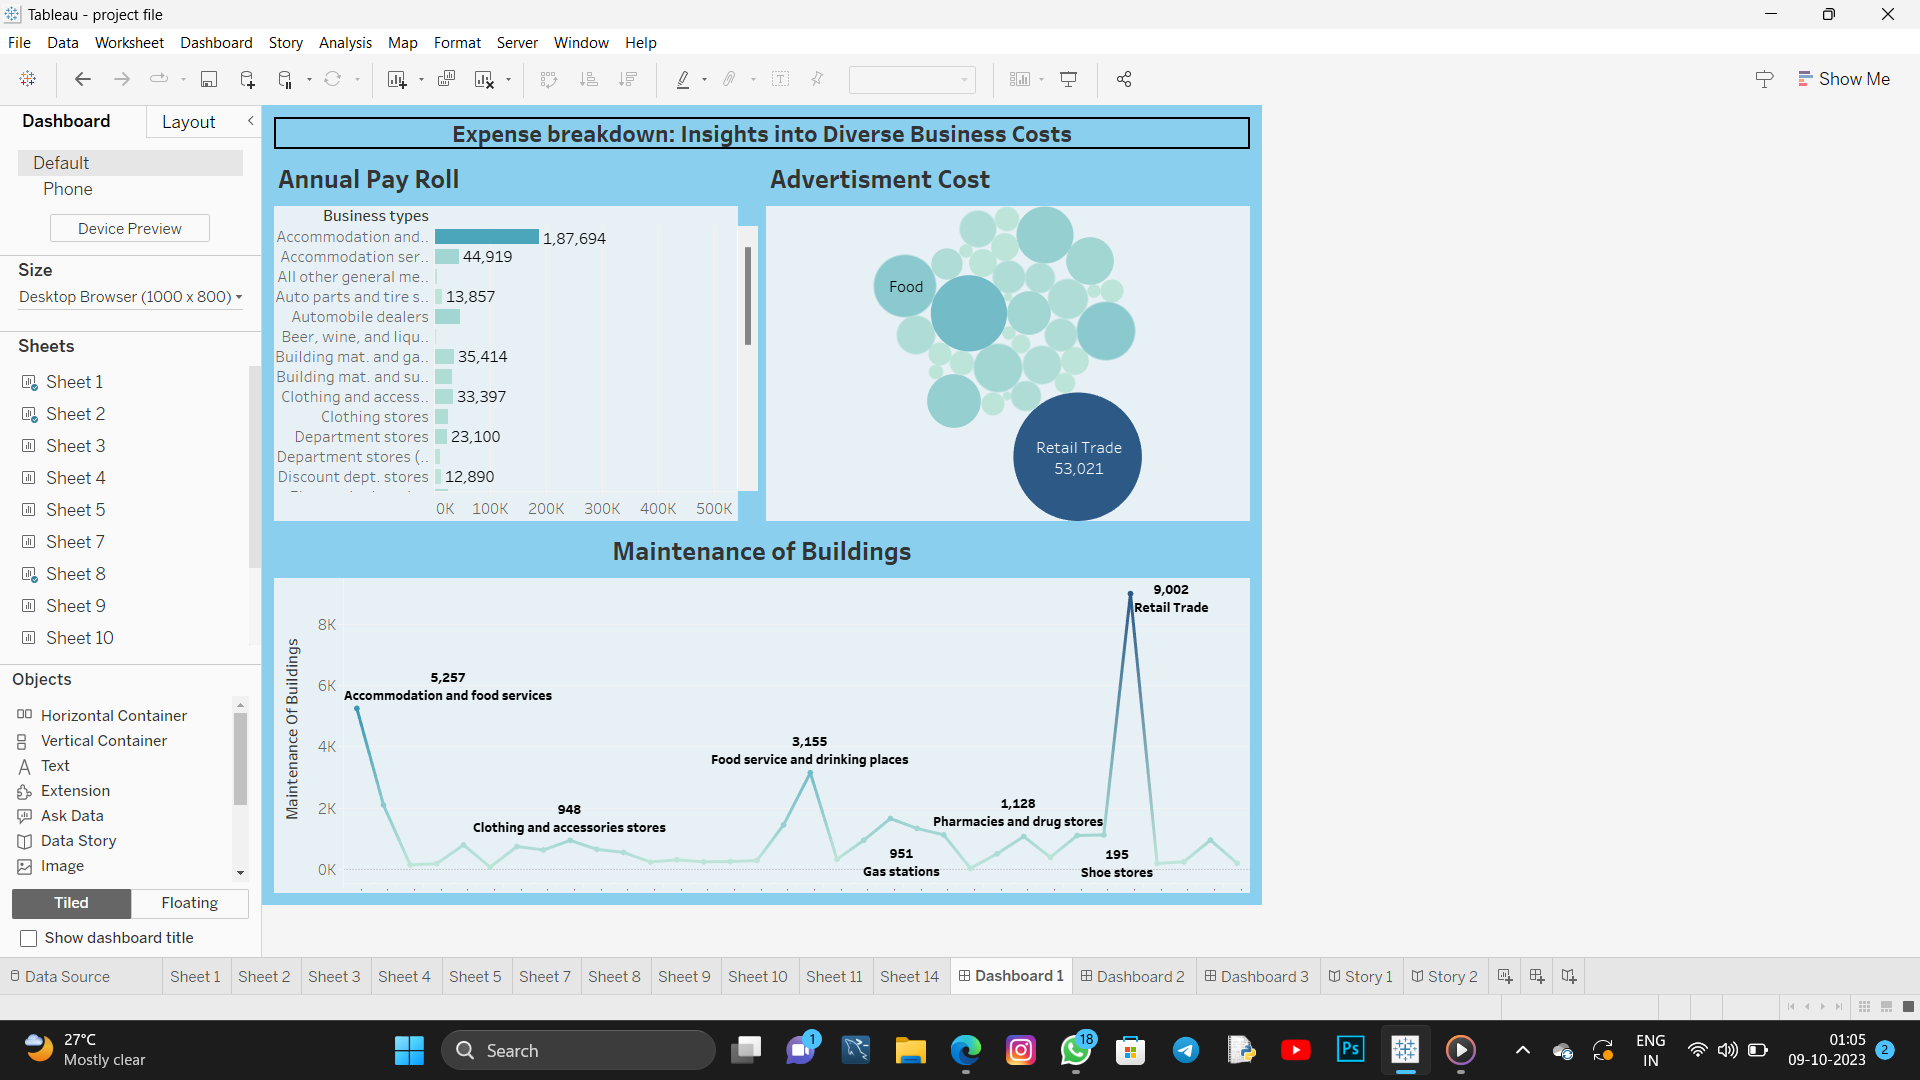 Tableau - project file
File Data Worksheet Dashboard Story Analysis Map Format Server Window Help
Show Me
Dashboard
Layout
Default
Phone
Device Preview
Size
Desktop Browser (1000 x 800)
Sheets
Sheet 1
Sheet 2
Sheet 3
Sheet 4
Sheet 5
Sheet 7
Sheet 8
Sheet 9
Sheet 10
Objects
Horizontal Container
Vertical Container
Text
Extension
Ask Data
Data Story
Image
Tiled
Floating
Show dashboard title
Expense breakdown: Insights into Diverse Business Costs
Annual Pay Roll
Business types
Accommodation and.. 1,87,694
Accommodation ser.. 44,919
All other general me..
Auto parts and tire s.. 13,857
Automobile dealers
Beer, wine, and liqu..
Building mat. and ga.. 35,414
Building mat. and su..
Clothing and access.. 33,397
Clothing stores
Department stores 23,100
Department stores (..
Discount dept. stores 12,890
0K 100K 200K 300K 400K 500K
Advertisment Cost
Food
Retail Trade
53,021
Maintenance of Buildings
Maintenance Of Buildings
8K
6K
4K
2K
0K
5,257
Accommodation and food services
948
Clothing and accessories stores
3,155
Food service and drinking places
951
Gas stations
1,128
Pharmacies and drug stores
195
Shoe stores
9,002
Retail Trade
Data Source Sheet 1 Sheet 2 Sheet 3 Sheet 4 Sheet 5 Sheet 7 Sheet 8 Sheet 9 Sheet 10 Sheet 11 Sheet 14 Dashboard 1 Dashboard 2 Dashboard 3 Story 1 Story 2
27°C
Mostly clear
Search
1
18
Ps
ENG
IN
01:05
09-10-2023
2